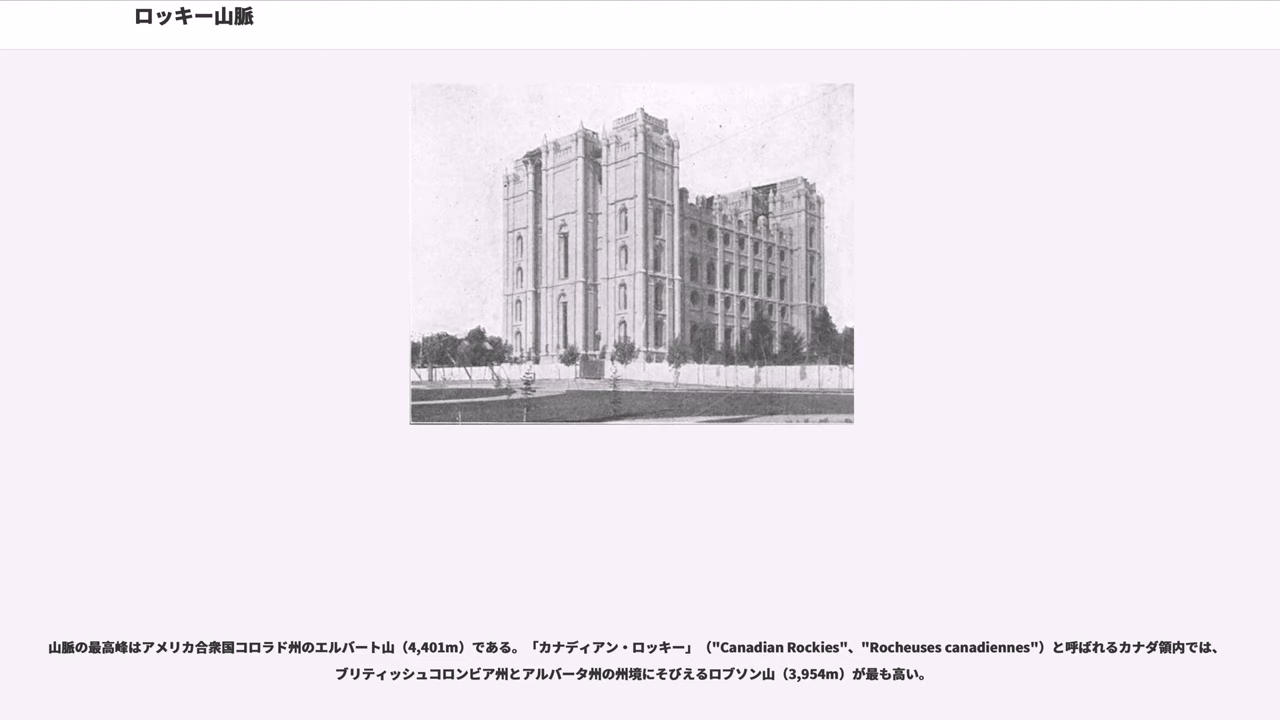 ロッキー山脈
山脈の最高峰はアメリカ合衆国コロラド州のエルバート山（4,401m）である。「カナディアン・ロッキー」（"Canadian Rockies"、"Rocheuses canadiennes"）と呼ばれるカナダ領内では、
ブリティッシュコロンビア州とアルバータ州の州境にそびえるロブソン山（3,954m）が最も高い。